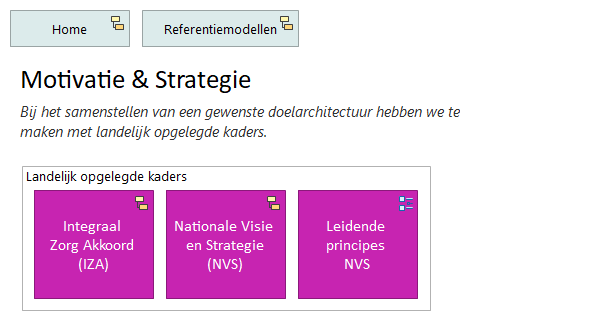 Home
Referentiemodellen
Motivatie & Strategie
Bij het samenstellen van een gewenste doelarchitectuur hebben we te
maken met landelijk opgelegde kaders.
Landelijk opgelegde kaders
Integraal
Zorg Akkoord
(IZA)
Nationale Visie
en Strategie
(NVS)
Leidende
principes
NVS